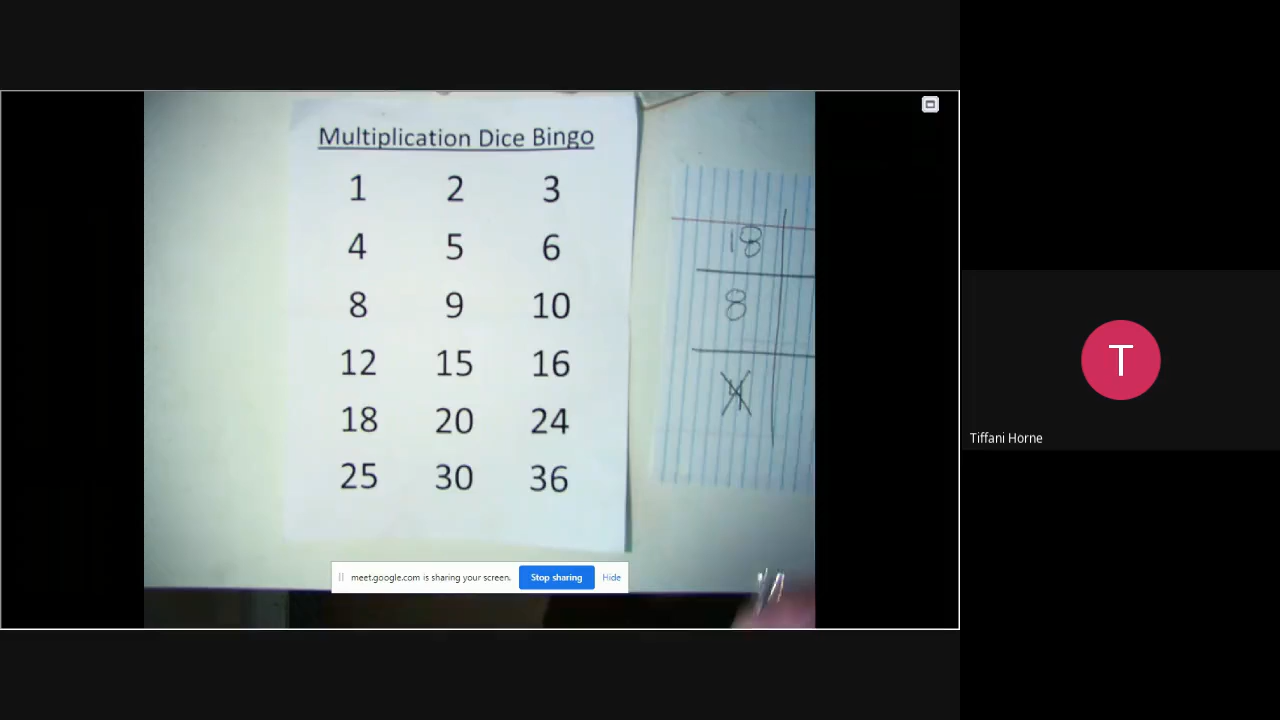 Multiplication Dice Bingo
1 2 3
4 5 6
8 9 10
12 15 16
18 20 24
25 30 36
18
8
4
meet.google.com is sharing your screen.
Stop sharing
Hide
T
Tiffani Horne